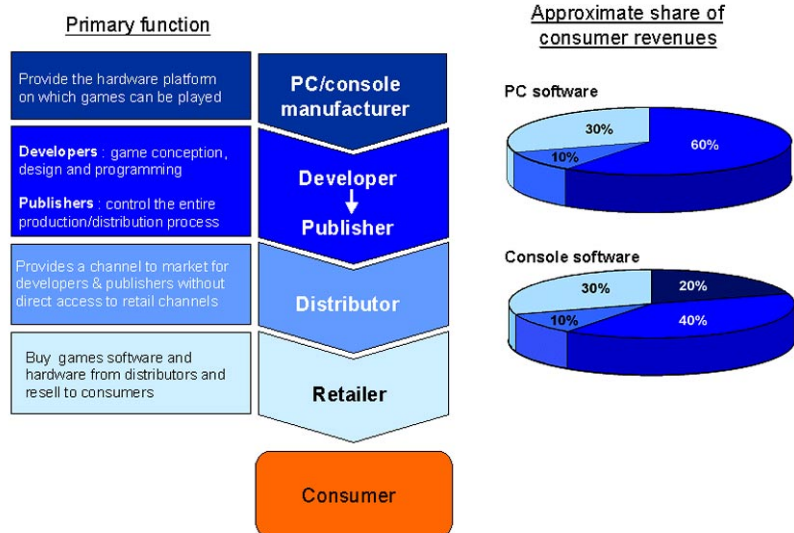 Primary function
Provide the hardware platform
on which games can be played
Developers : game conception,
design and programming
Publishers : control the entire
production/distribution process
Provides a channel to market for
developers & publishers without
direct access to retail channels
Buy games software and
hardware from distributors and
resell to consumers
PC/console
manufacturer
Developer
Publisher
Distributor
Retailer
Consumer
Approximate share of
consumer revenues
PC software
30%
60%
10%
Console software
30%
20%
10%
40%